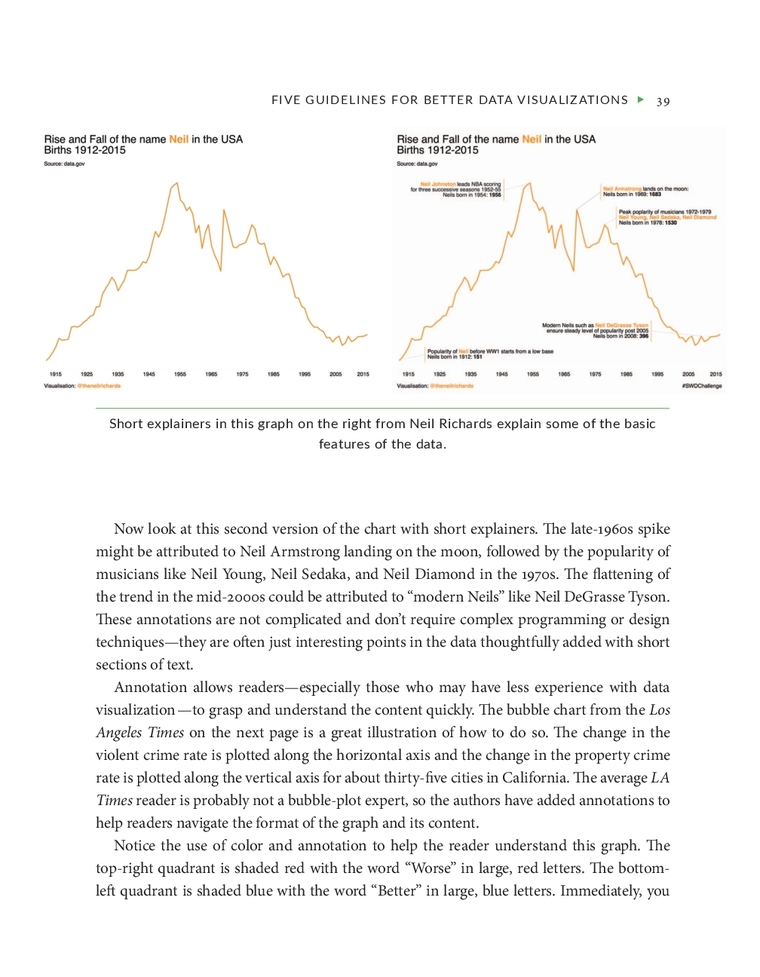 FIVE GUIDELINES FOR BETTER DATA VISUALIZATIONS ▶ 39
Rise and Fall of the name Neil in the USA
Births 1912-2015
Source: data.gov
1915 1925 1935 1945 1955 1965 1975 1985 1995 2005 2015
Visualisation: @theneilrichards
Rise and Fall of the name Neil in the USA
Births 1912-2015
Source: data.gov
Neil Johnston leads NBA scoring
for three successive seasons 1952-55
Neils born in 1954: 1956
Neil Armstrong lands on the moon:
Neils born in 1969: 1683
Peak poplarity of musicians 1972-1979
Neil Young, Neil Sedaka, Neil Diamond
Neils born in 1978: 1530
Modern Neils such as Neil DeGrasse Tyson
ensure steady level of popularity post 2005
Neils born in 2008: 396
Popularity of Neil before WW1 starts from a low base
Neils born in 1912: 151
1915 1925 1935 1945 1955 1965 1975 1985 1995 2005 2015
Visualisation: @theneilrichards
#SWDChallenge
Short explainers in this graph on the right from Neil Richards explain some of the basic
features of the data.
Now look at this second version of the chart with short explainers. The late-1960s spike
might be attributed to Neil Armstrong landing on the moon, followed by the popularity of
musicians like Neil Young, Neil Sedaka, and Neil Diamond in the 1970s. The flattening of
the trend in the mid-2000s could be attributed to “modern Neils” like Neil DeGrasse Tyson.
These annotations are not complicated and don’t require complex programming or design
techniques—they are often just interesting points in the data thoughtfully added with short
sections of text.
Annotation allows readers—especially those who may have less experience with data
visualization—to grasp and understand the content quickly. The bubble chart from the Los
Angeles Times on the next page is a great illustration of how to do so. The change in the
violent crime rate is plotted along the horizontal axis and the change in the property crime
rate is plotted along the vertical axis for about thirty-five cities in California. The average LA
Times reader is probably not a bubble-plot expert, so the authors have added annotations to
help readers navigate the format of the graph and its content.
Notice the use of color and annotation to help the reader understand this graph. The
top-right quadrant is shaded red with the word “Worse” in large, red letters. The bottom-
left quadrant is shaded blue with the word “Better” in large, blue letters. Immediately, you